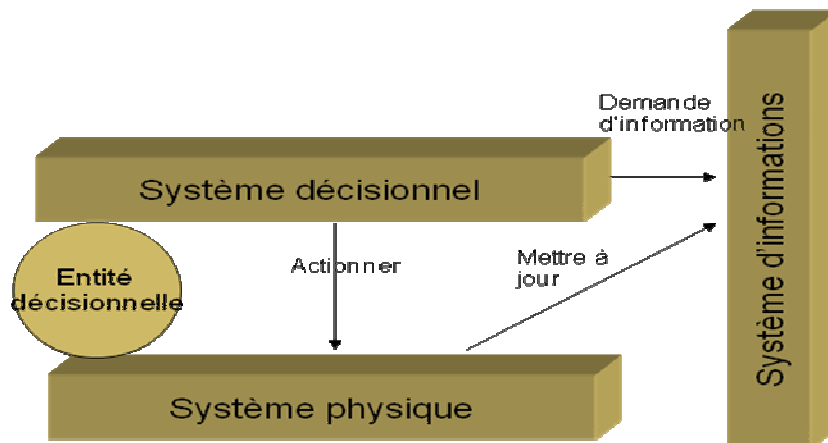 Demande
d'information
Système décisionnel
Système d'informations
Entité
décisionnelle
Actionner
Mettre à
jour
Système physique